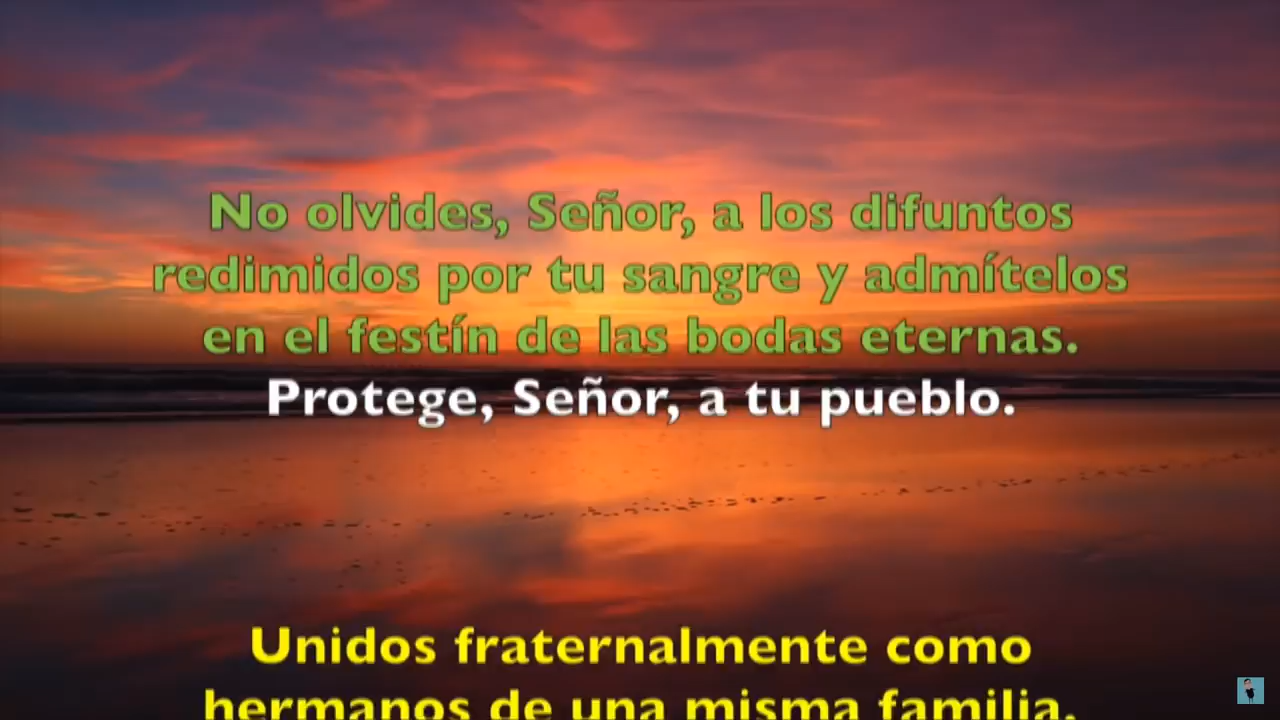 No olvides, Señor, a los difuntos
redimidos por tu sangre y admítelos
en el festín de las bodas eternas.
Protege, Señor, a tu pueblo.
Unidos fraternalmente como
hermanos de una misma familia,